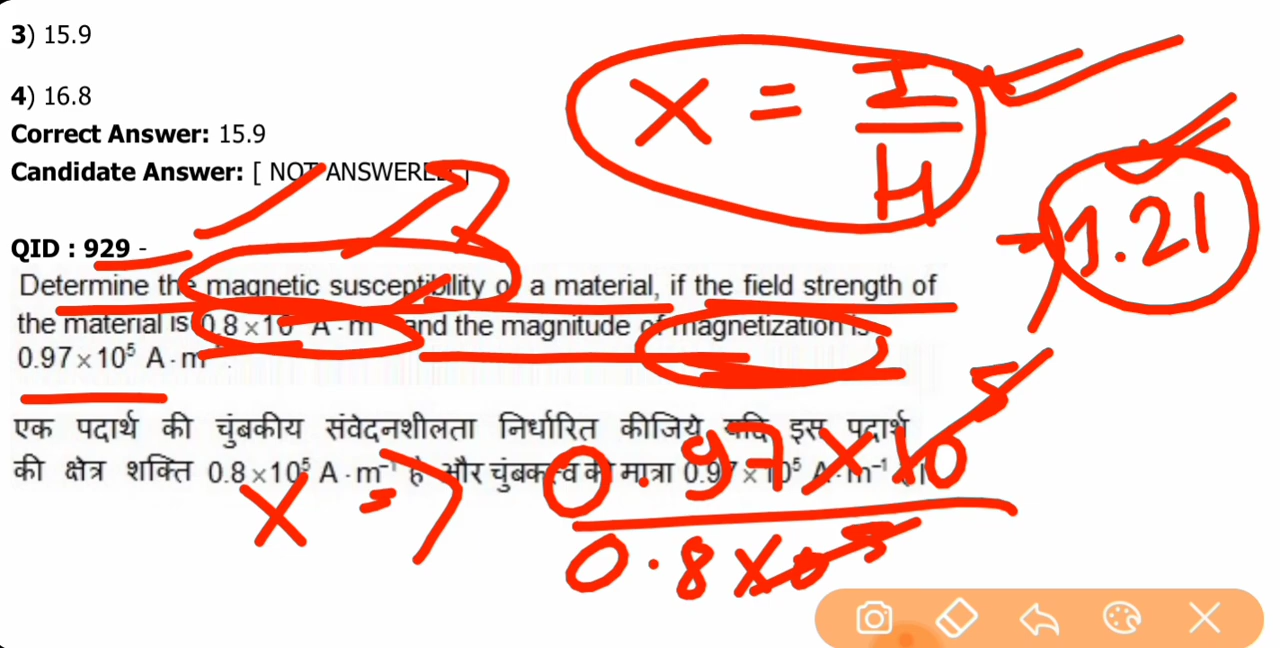 3) 15.9
4) 16.8
Correct Answer: 15.9
Candidate Answer: [ NOT ANSWERED ]
QID : 929 -
Determine the magnetic susceptibility of a material, if the field strength of
the material is 0.8×10 A·m and the magnitude of magnetization is
0.97×10⁵ A·m
एक पदार्थ की चुंबकीय संवेदनशीलता निर्धारित कीजिये यदि इस पदार्थ
की क्षेत्र शक्ति 0.8×10⁵ A·m⁻¹ है और चुंबकत्व की मात्रा 0.97×10⁵ A·m⁻¹ है।
X = I/H
1.21
X => 0.97×10⁵
0.8×10⁵